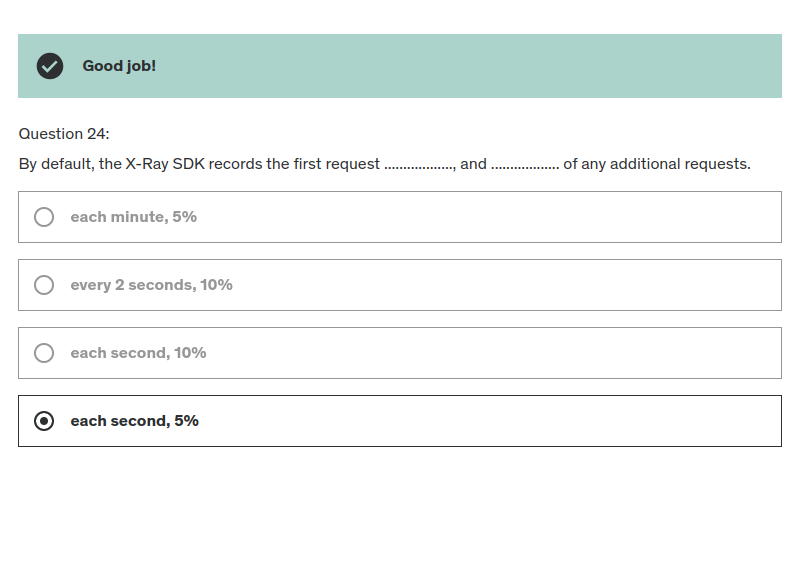 Good job!
Question 24:
By default, the X-Ray SDK records the first request .................., and .................. of any additional requests.
each minute, 5%
every 2 seconds, 10%
each second, 10%
each second, 5%